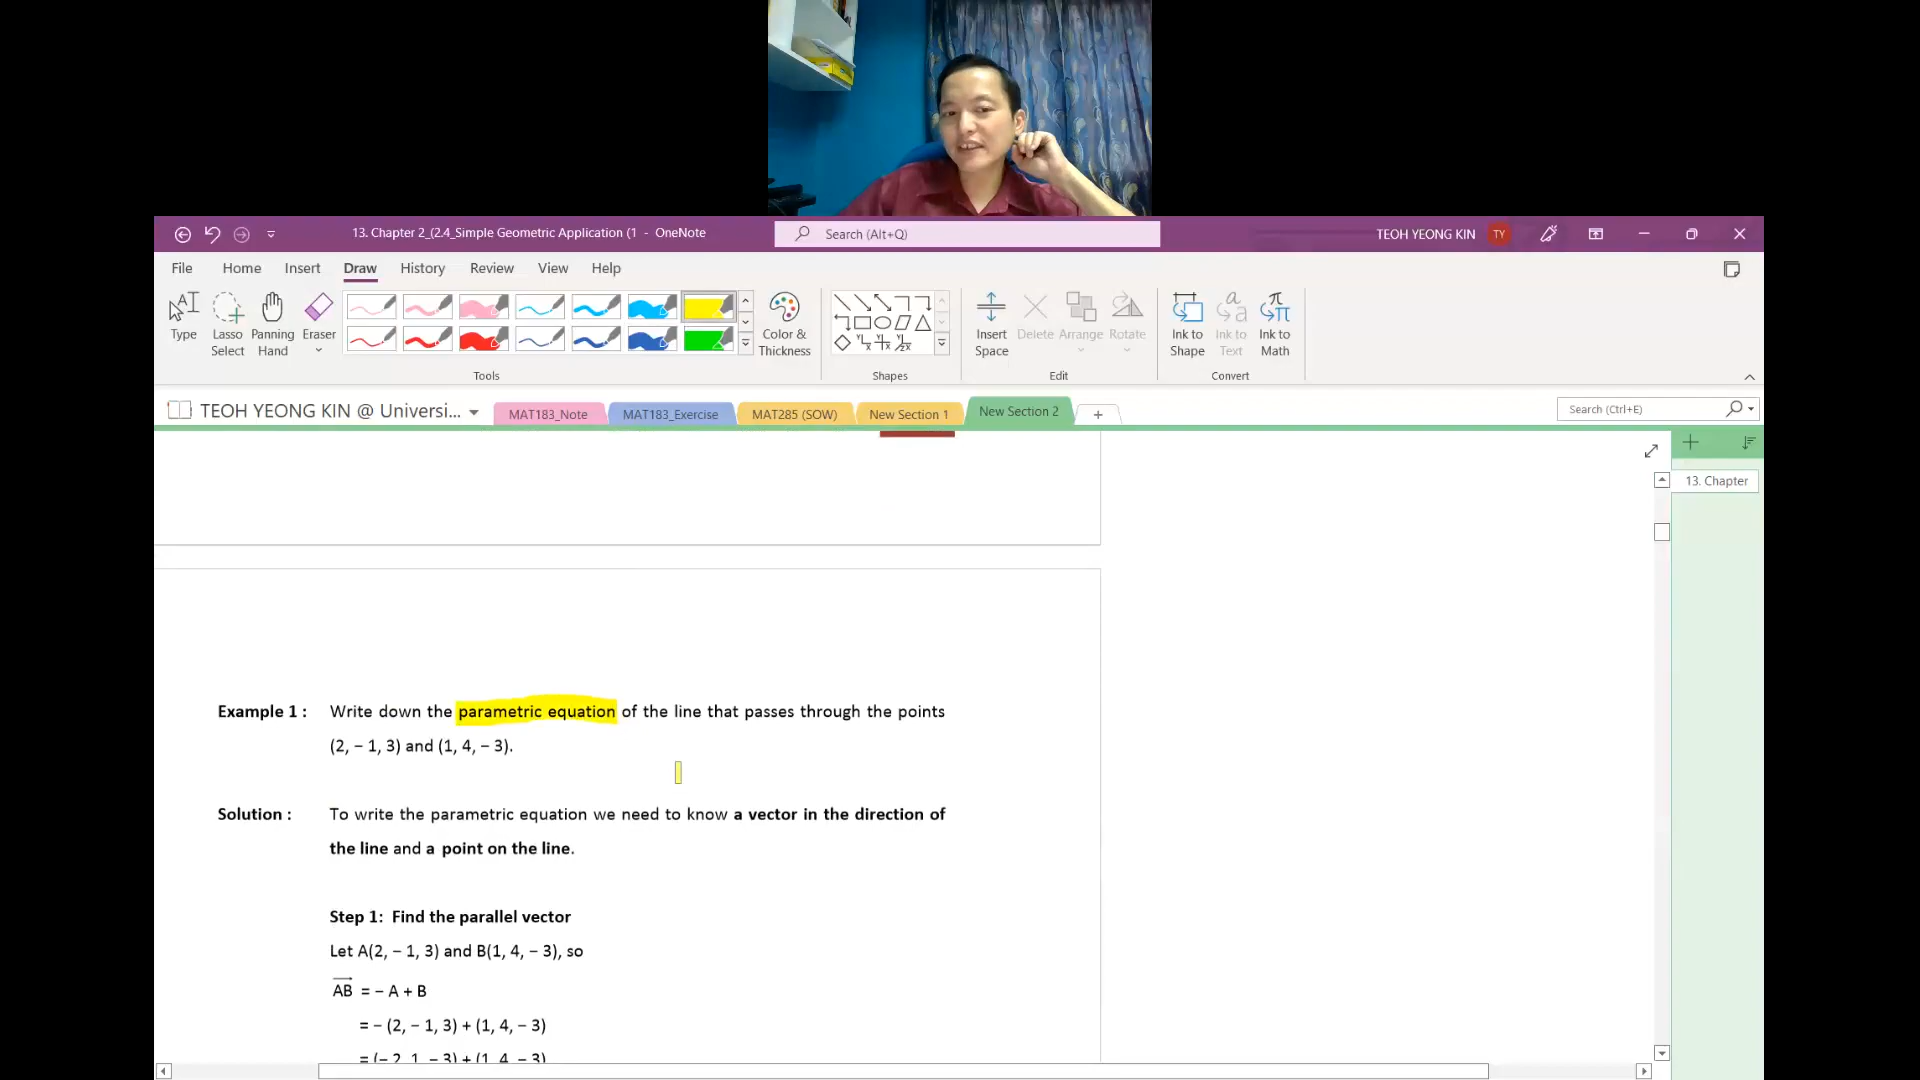 13. Chapter 2_(2.4_Simple Geometric Application (1 - OneNote
Search (Alt+Q)
TEOH YEONG KIN
TY
File
Home
Insert
Draw
History
Review
View
Help
Type
Lasso Select
Panning Hand
Eraser
Color & Thickness
Insert Space
Delete
Arrange
Rotate
Ink to Shape
Ink to Text
Ink to Math
Tools
Shapes
Edit
Convert
TEOH YEONG KIN @ Universi...
MAT183_Note
MAT183_Exercise
MAT285 (SOW)
New Section 1
New Section 2
Search (Ctrl+E)
13. Chapter
Example 1 : Write down the parametric equation of the line that passes through the points
(2, − 1, 3) and (1, 4, − 3).
Solution : To write the parametric equation we need to know a vector in the direction of
the line and a point on the line.
Step 1: Find the parallel vector
Let A(2, − 1, 3) and B(1, 4, − 3), so
AB = − A + B
= − (2, − 1, 3) + (1, 4, − 3)
= (− 2, 1, − 3) + (1, 4, − 3)